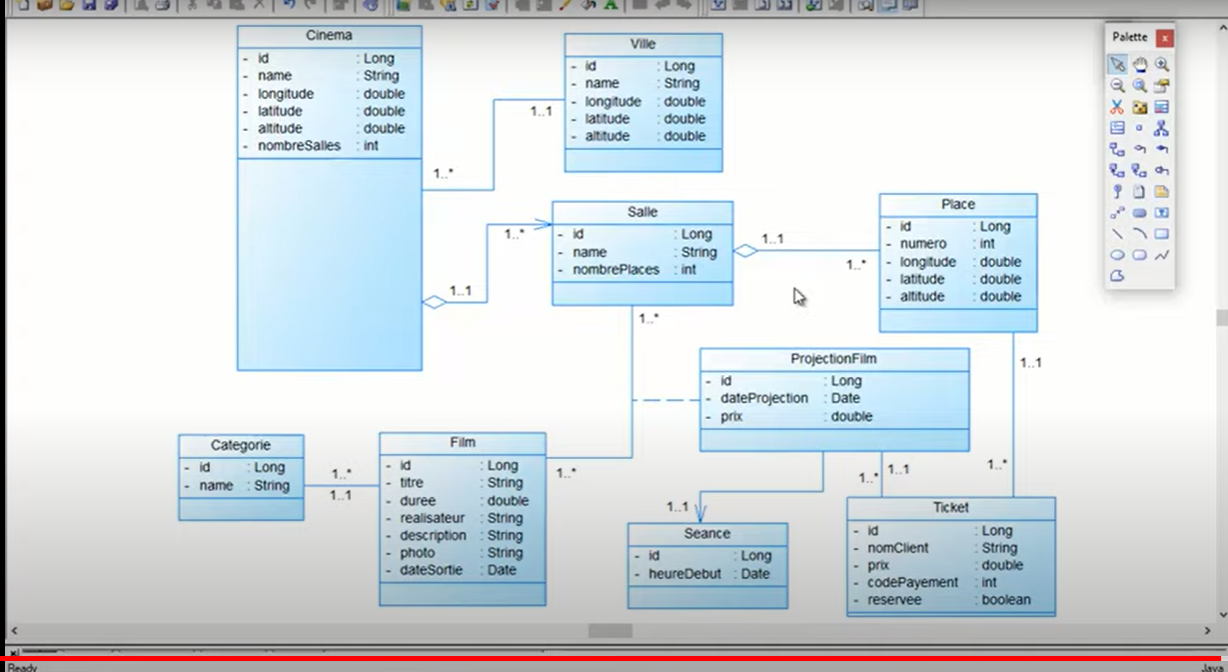 Cinema
- id : Long
- name : String
- longitude : double
- latitude : double
- altitude : double
- nombreSalles : int
Ville
- id : Long
- name : String
- longitude : double
- latitude : double
- altitude : double
Palette
x
1..1
1..*
Salle
- id : Long
- name : String
- nombrePlaces : int
1..*
1..1
1..1
1..*
Place
- id : Long
- numero : int
- longitude : double
- latitude : double
- altitude : double
1..*
ProjectionFilm
- id : Long
- dateProjection : Date
- prix : double
1..1
Categorie
- id : Long
- name : String
1..*
1..1
Film
- id : Long
- titre : String
- duree : double
- realisateur : String
- description : String
- photo : String
- dateSortie : Date
1..*
1..*
1..1
1..*
1..1
Seance
- id : Long
- heureDebut : Date
Ticket
- id : Long
- nomClient : String
- prix : double
- codePayement : int
- reservee : boolean
Ready
Java